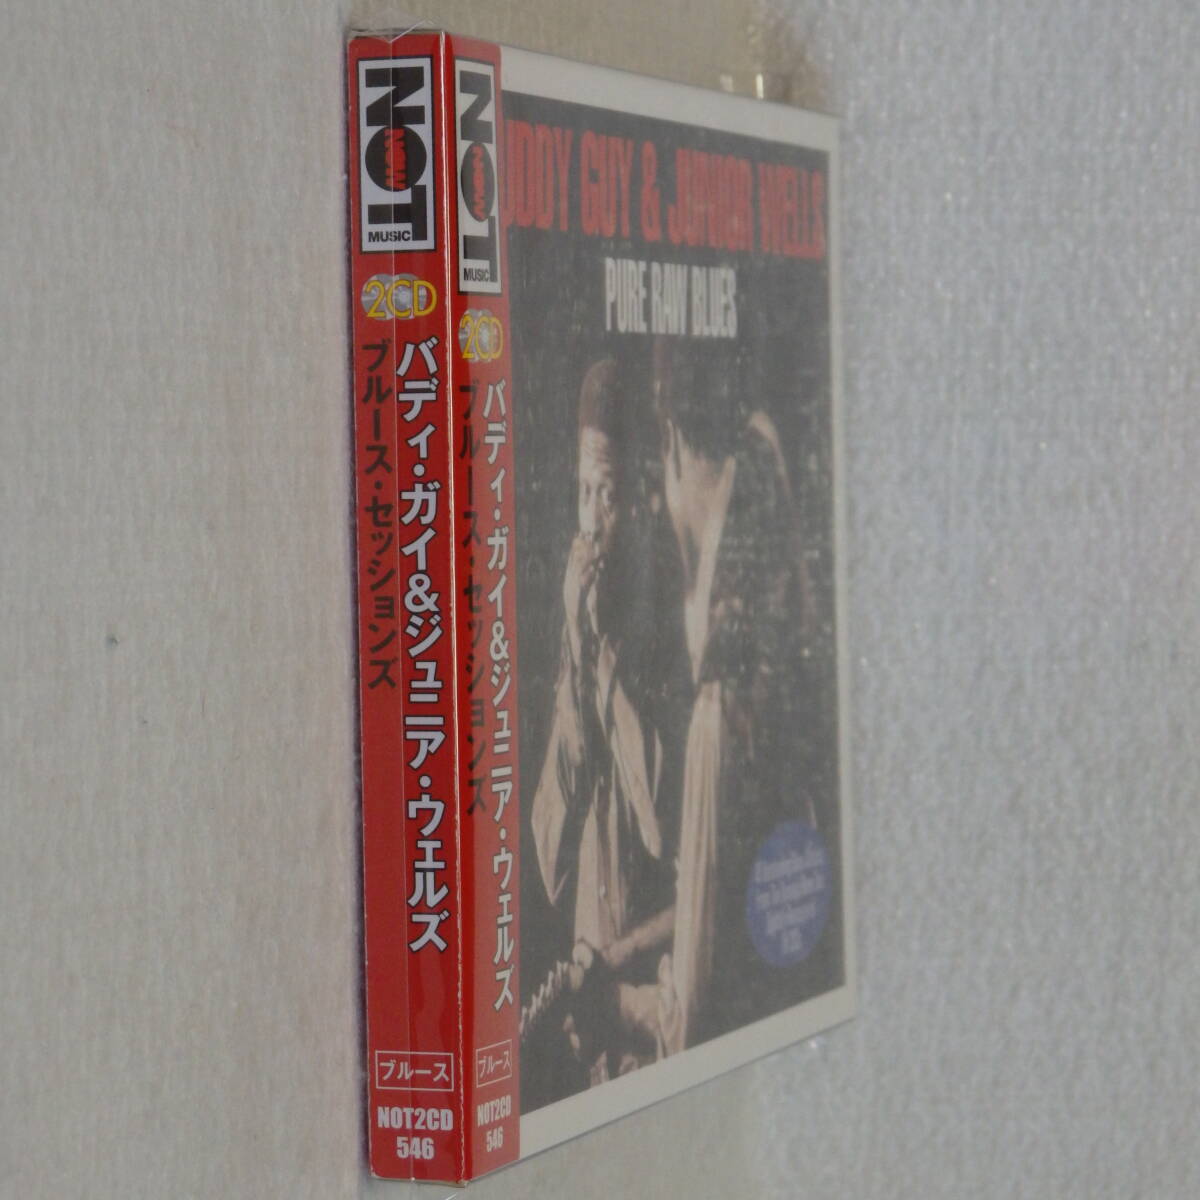 NOT
NOW
MUSIC
2CD
バディ・ガイ&ジュニア・ウェルズ
ブルース・セッションズ
ブルース
NOT2CD
546
NOT
NOW
MUSIC
2CD
バディ・ガイ&ジュニア・ウェルズ
ブルース・セッションズ
ブルース
NOT2CD
546
UDDY GUY & JUNIOR WELLS
PURE RAW BLUES